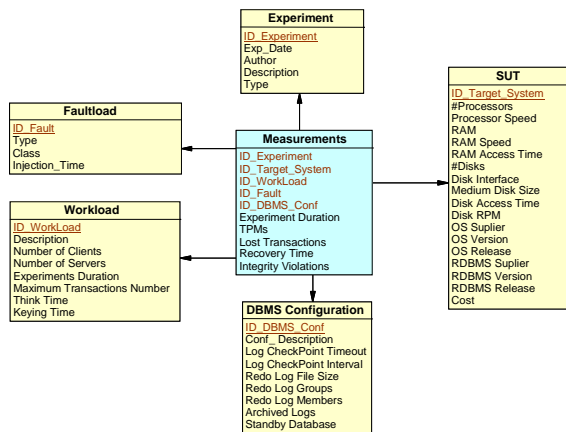 Experiment
ID_Experiment
Exp_Date
Author
Description
Type
Faultload
ID_Fault
Type
Class
Injection_Time
Workload
ID_WorkLoad
Description
Number of Clients
Number of Servers
Experiments Duration
Maximum Transactions Number
Think Time
Keying Time
Measurements
ID_Experiment
ID_Target_System
ID_WorkLoad
ID_Fault
ID_DBMS_Conf
Experiment Duration
TPMs
Lost Transactions
Recovery Time
Integrity Violations
DBMS Configuration
ID_DBMS_Conf
Conf_ Description
Log CheckPoint Timeout
Log CheckPoint Interval
Redo Log File Size
Redo Log Groups
Redo Log Members
Archived Logs
Standby Database
SUT
ID_Target_System
#Processors
Processor Speed
RAM
RAM Speed
RAM Access Time
#Disks
Disk Interface
Medium Disk Size
Disk Access Time
Disk RPM
OS Suplier
OS Version
OS Release
RDBMS Suplier
RDBMS Version
RDBMS Release
Cost